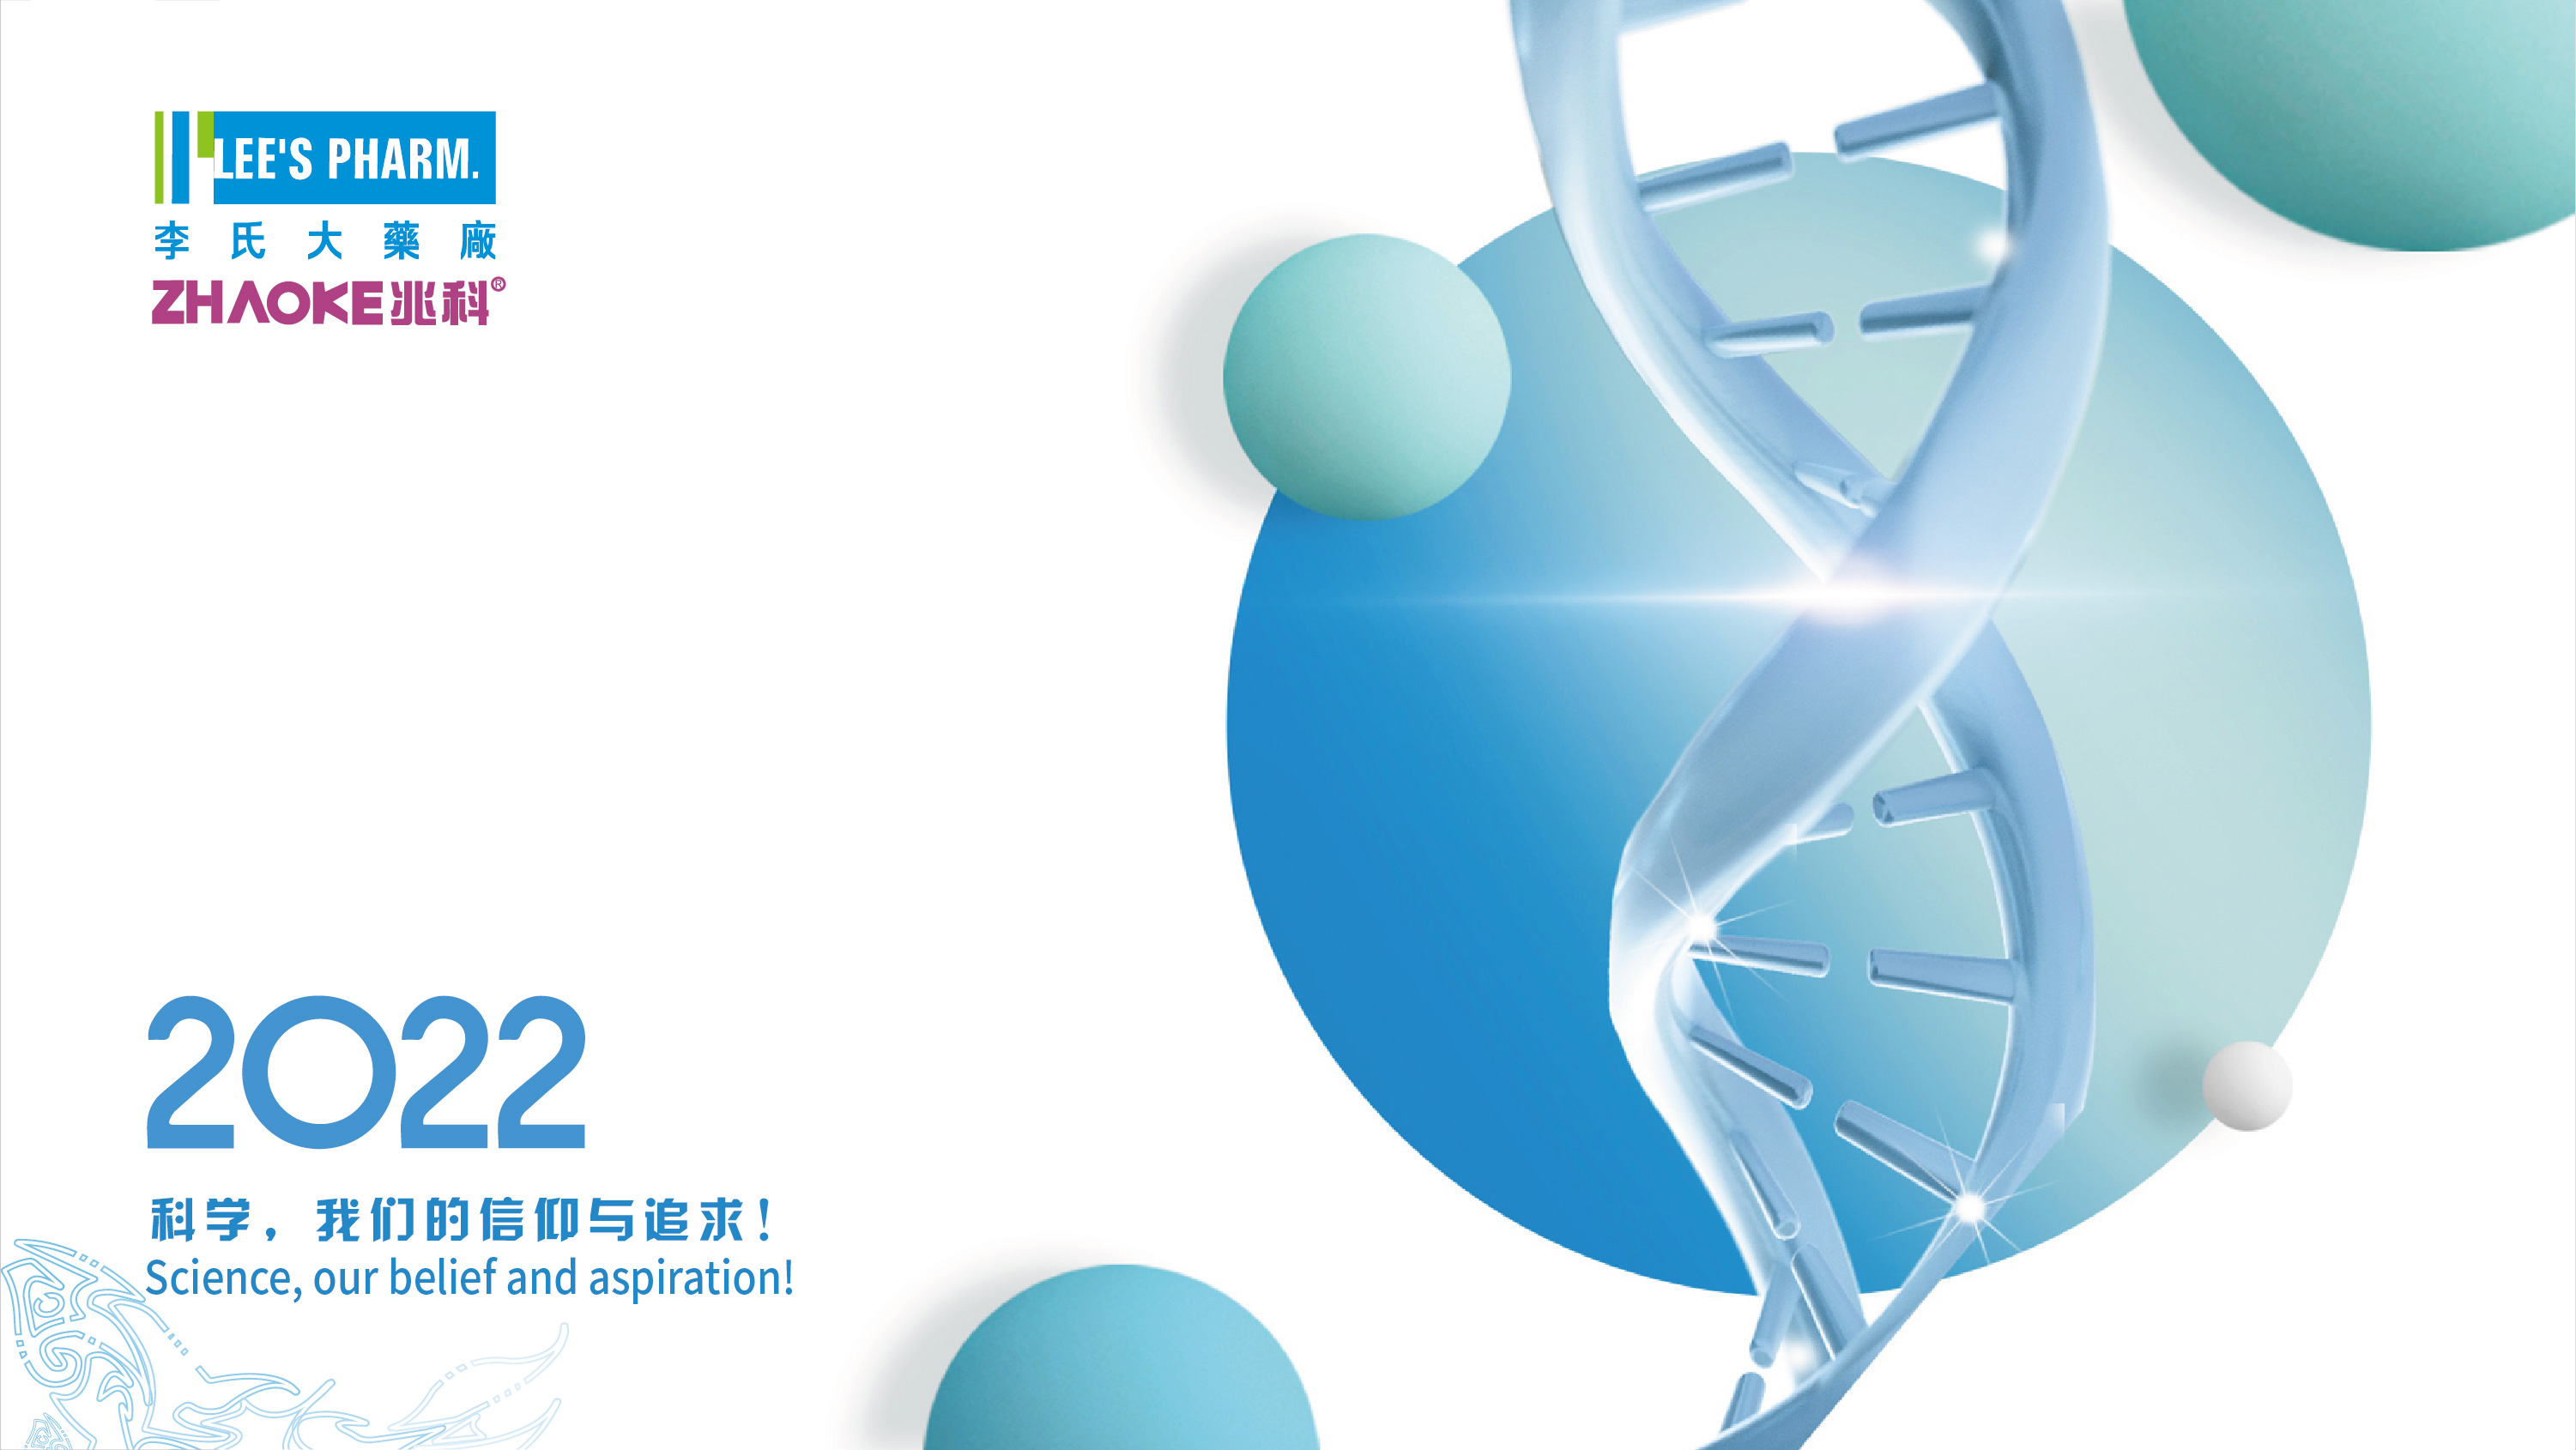 LEE'S PHARM.
李氏大藥廠
ZHAOKE兆科®
2022
科学，我们的信仰与追求！
Science, our belief and aspiration!